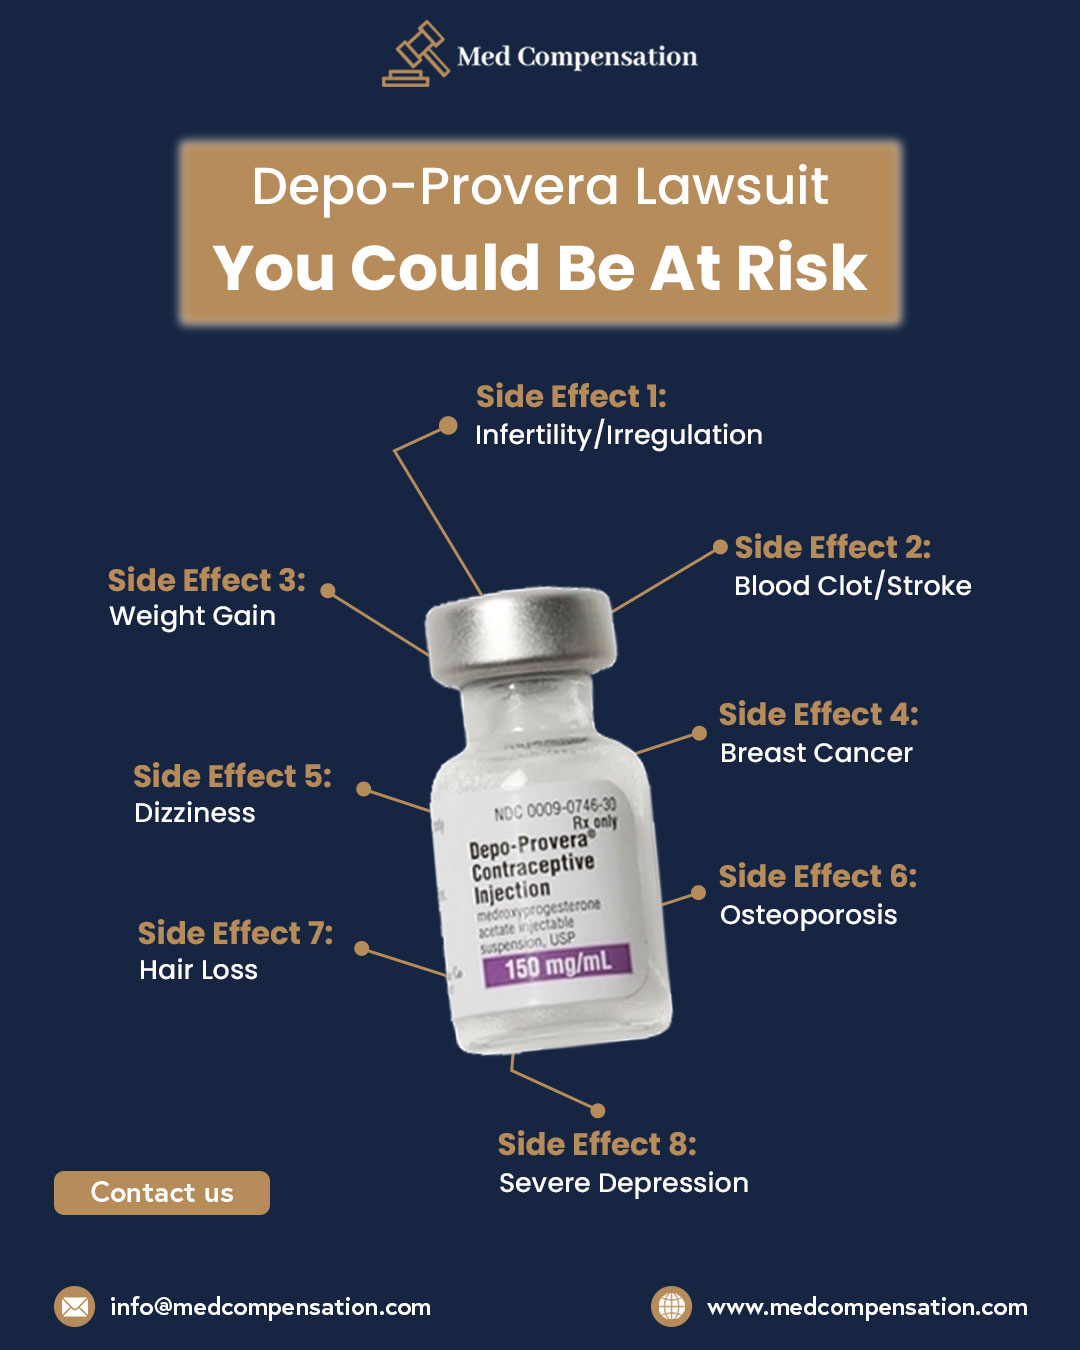 Med Compensation
Depo-Provera Lawsuit
You Could Be At Risk
Side Effect 1:
Infertility/Irregulation
Side Effect 2:
Blood Clot/Stroke
Side Effect 3:
Weight Gain
Side Effect 4:
Breast Cancer
Side Effect 5:
Dizziness
NDC 0009-0746-30
Rx only
Depo-Provera®
Contraceptive
Injection
medroxyprogesterone
acetate injectable
suspension, USP
150 mg/mL
Side Effect 6:
Osteoporosis
Side Effect 7:
Hair Loss
Side Effect 8:
Severe Depression
Contact us
info@medcompensation.com
www.medcompensation.com